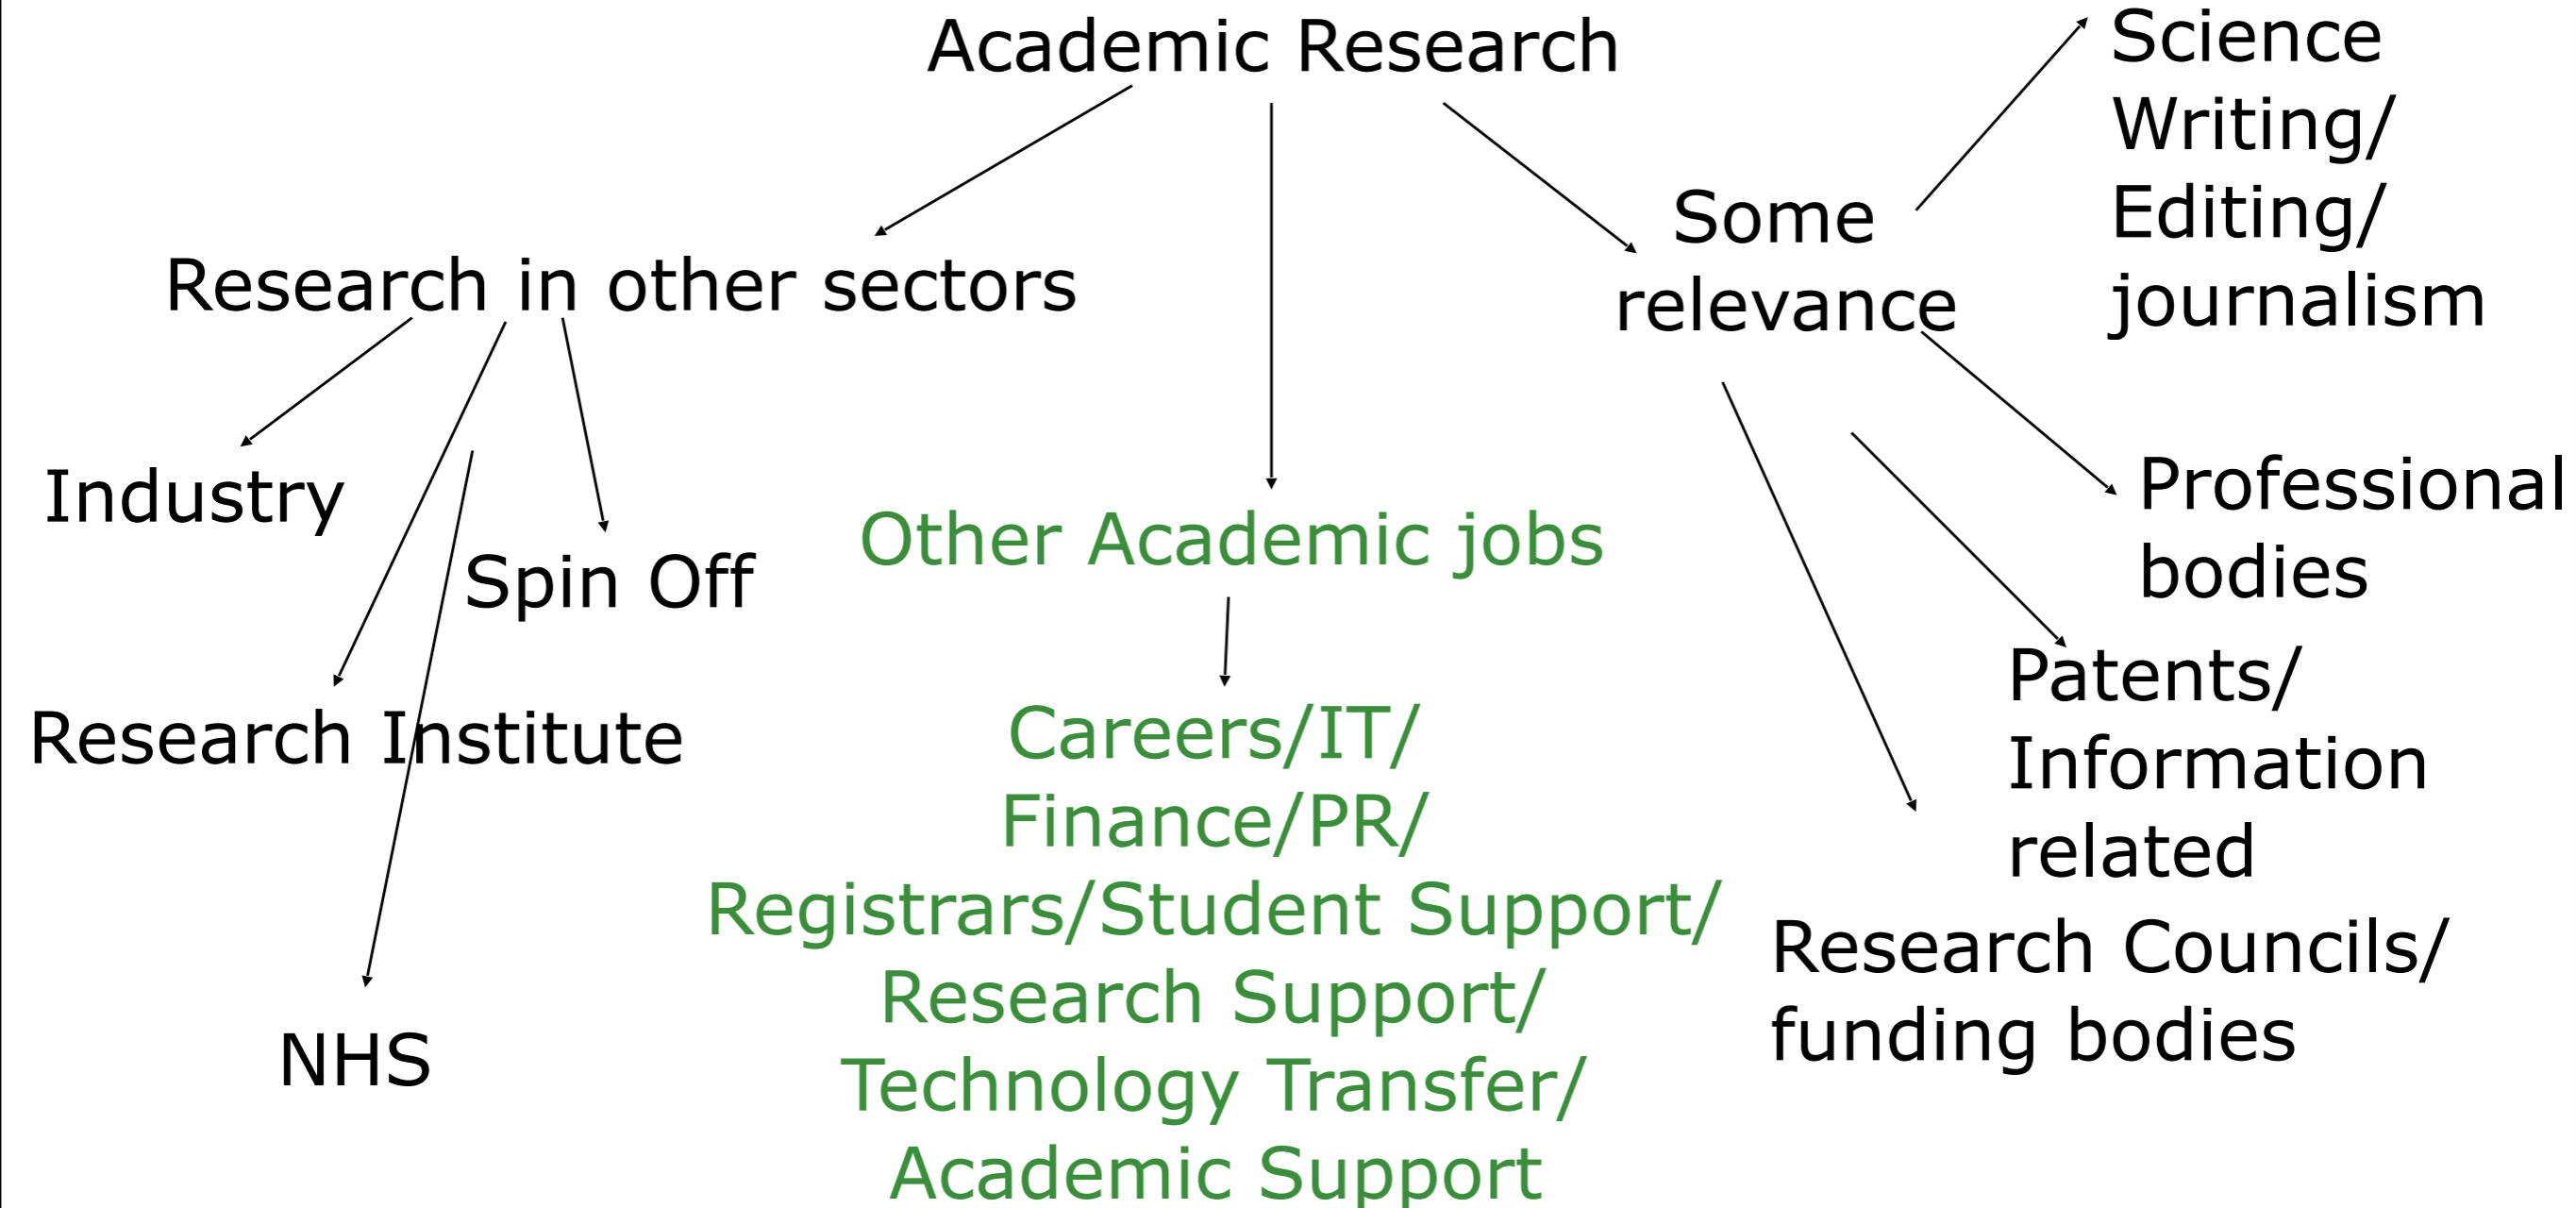 Academic Research
Research in other sectors
Industry
Spin Off
Research Institute
NHS
Other Academic jobs
Careers/IT/
Finance/PR/
Registrars/Student Support/
Research Support/
Technology Transfer/
Academic Support
Some
relevance
Science
Writing/
Editing/
journalism
Professional
bodies
Patents/
Information
related
Research Councils/
funding bodies